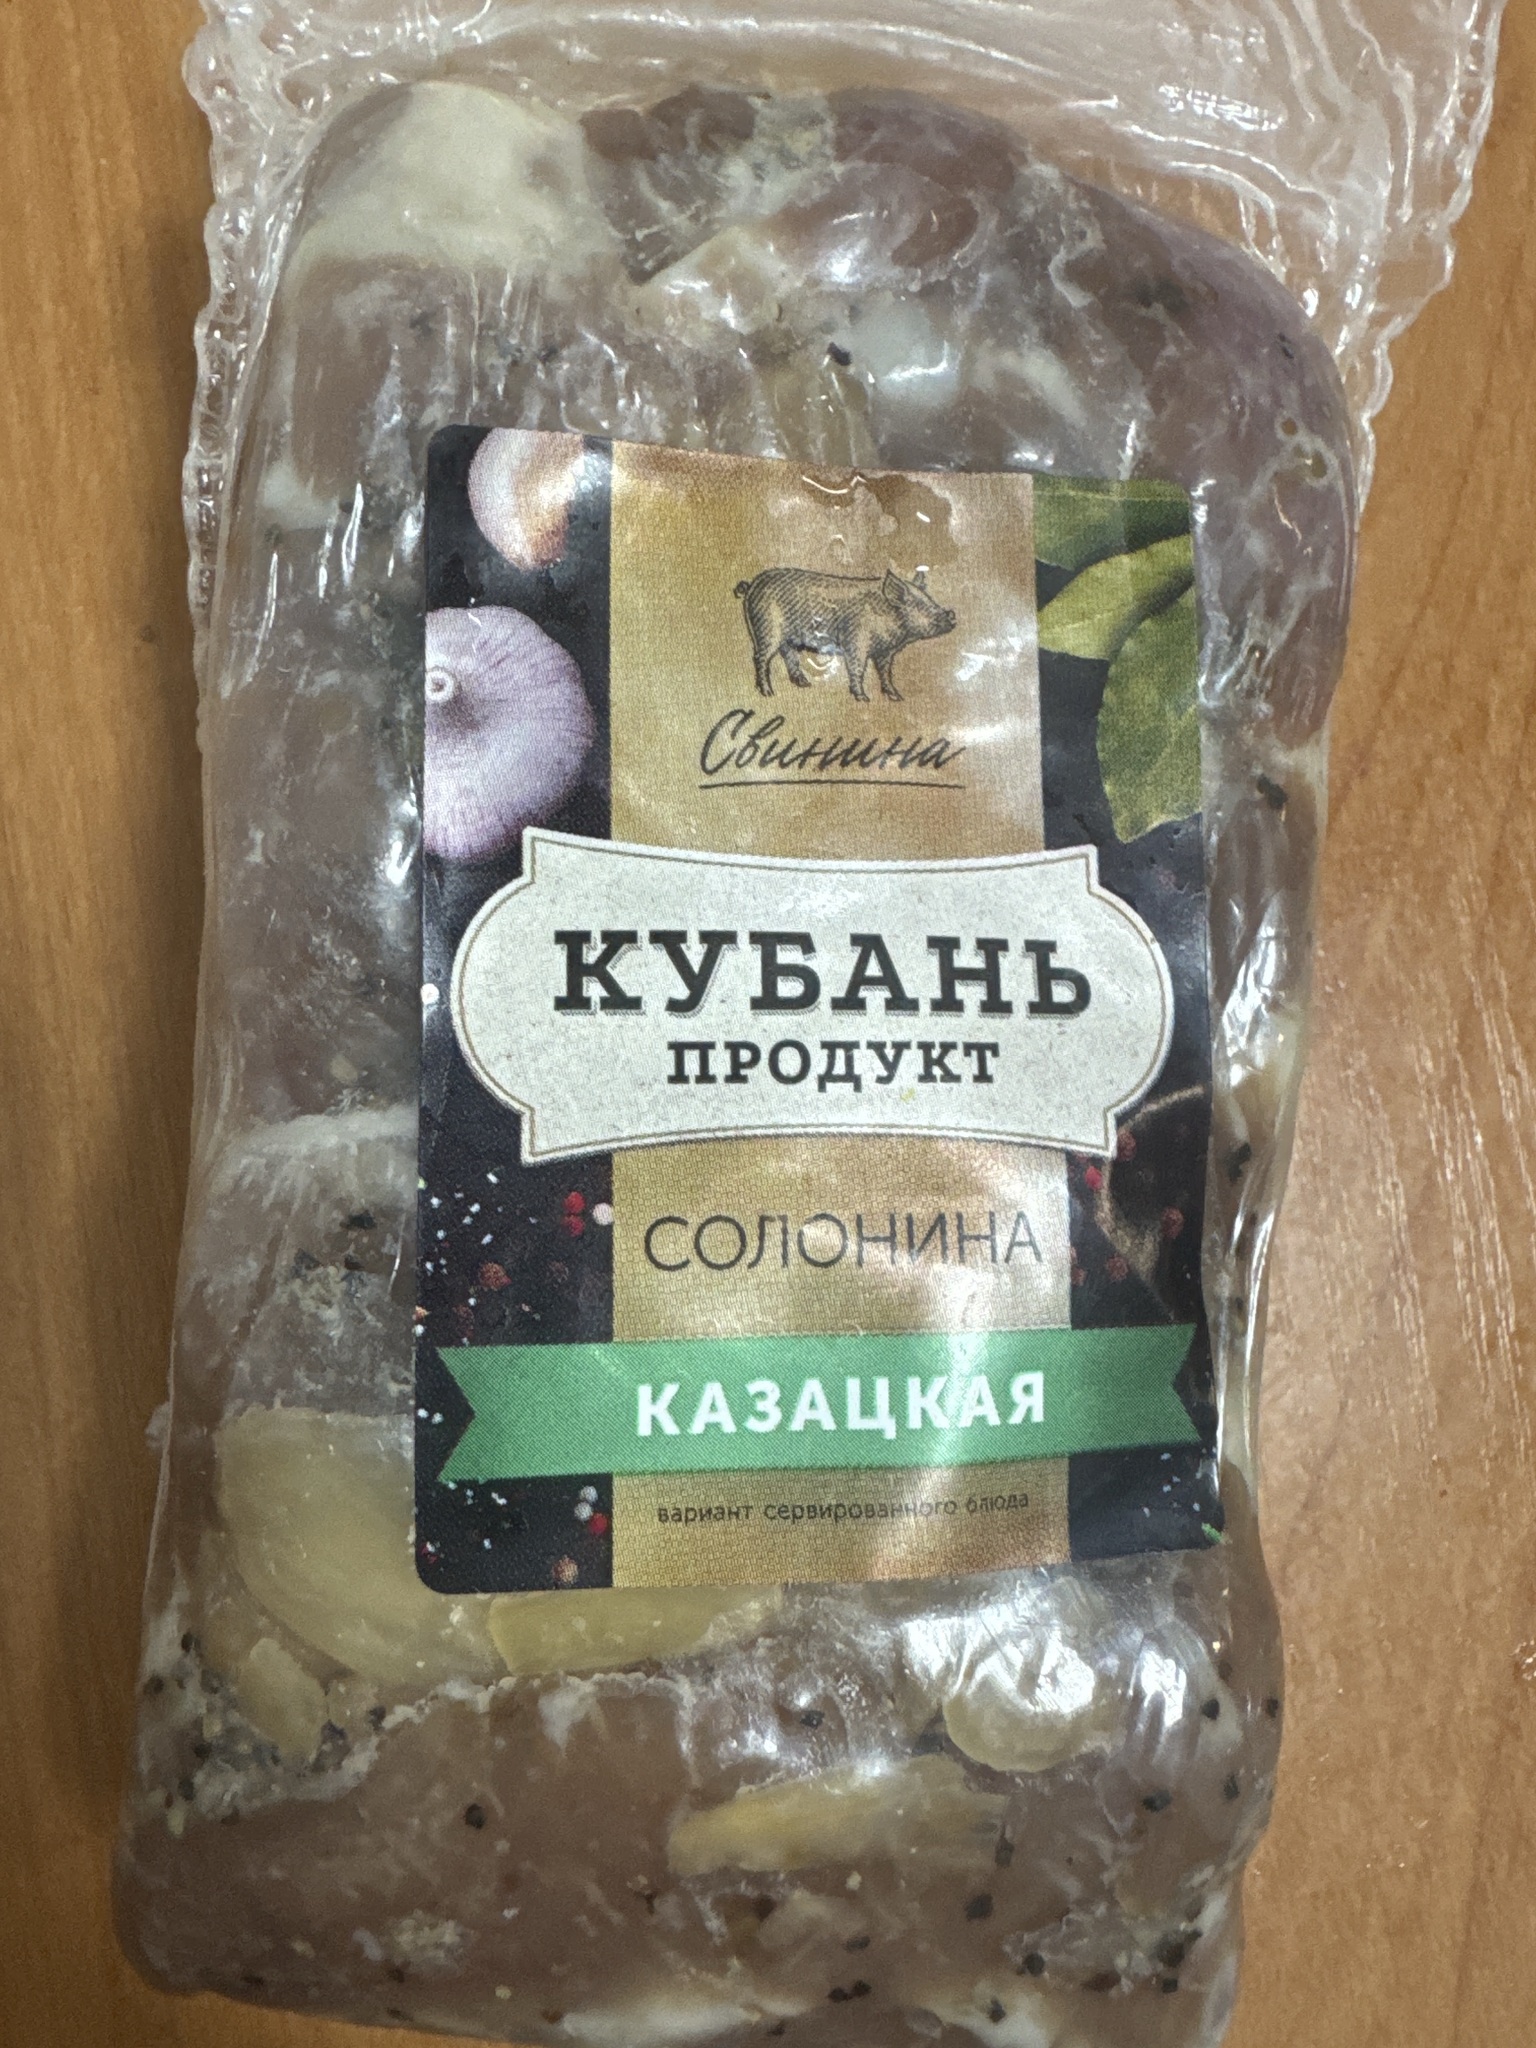 Свинина
КУБАНЬ
ПРОДУКТ
СОЛОНИНА
КАЗАЦКАЯ
вариант сервированного блюда